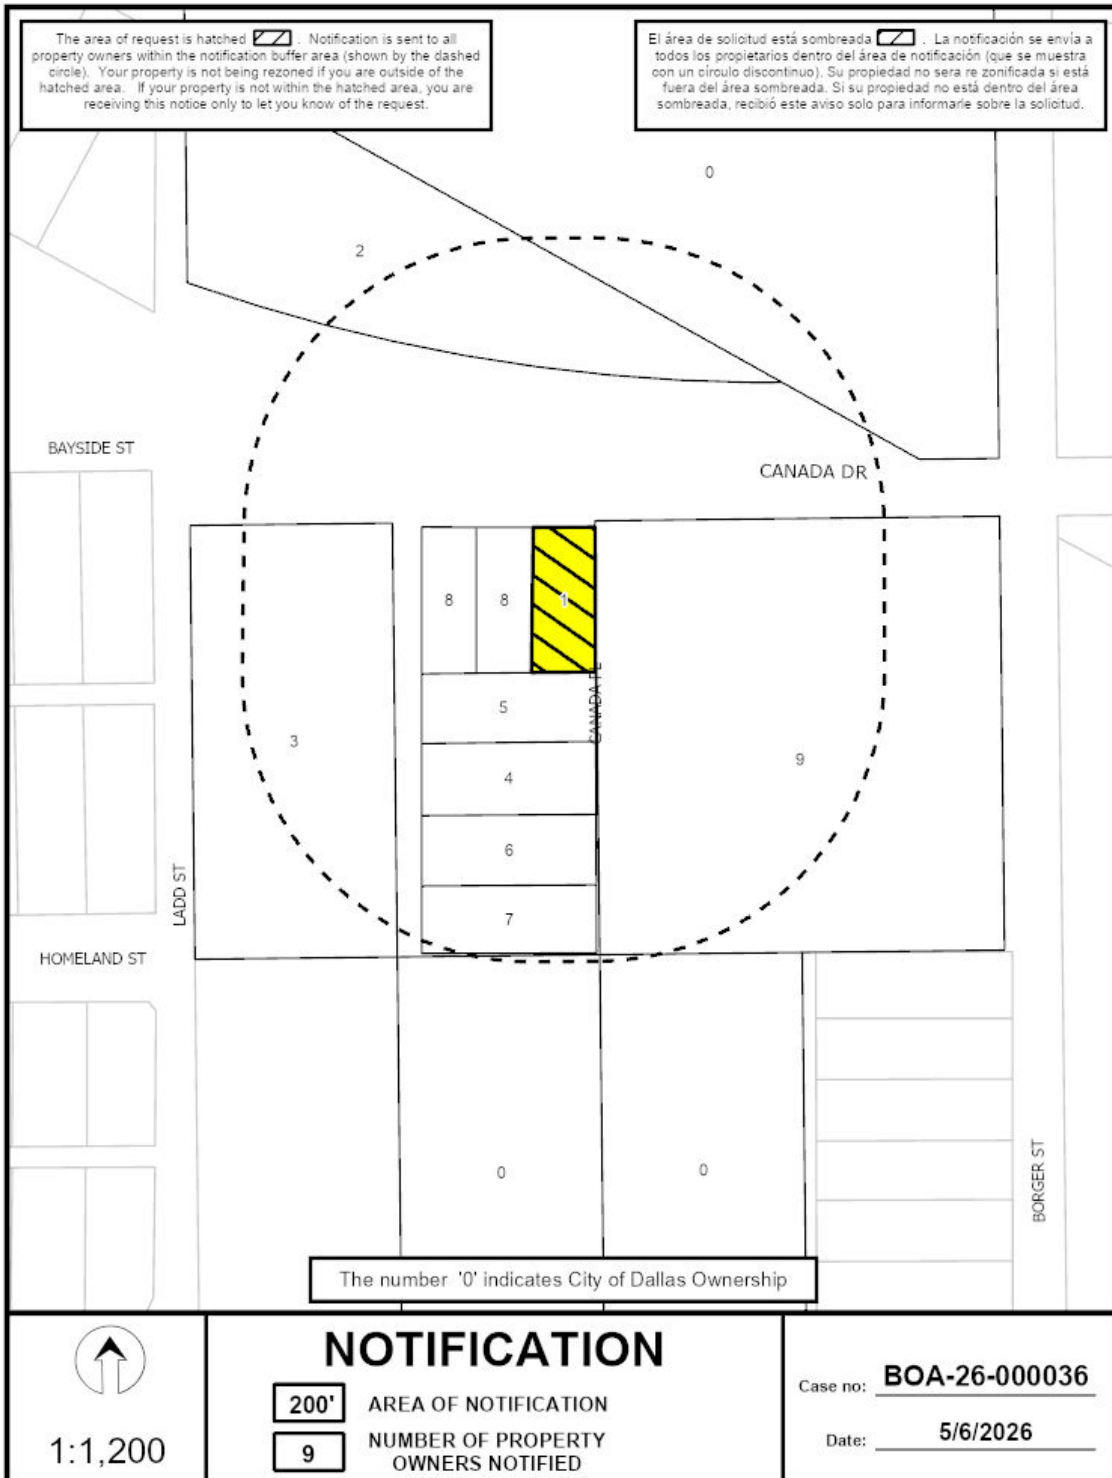 The area of request is hatched . Notification is sent to all
property owners within the notification buffer area (shown by the dashed
circle). Your property is not being rezoned if you are outside of the
hatched area. If your property is not within the hatched area, you are
receiving this notice only to let you know of the request.
El área de solicitud está sombreada . La notificación se envía a
todos los propietarios dentro del área de notificación (que se muestra
con un círculo discontinuo). Su propiedad no sera re zonificada si está
fuera del área sombreada. Si su propiedad no está dentro del área
sombreada, recibió este aviso solo para informarle sobre la solicitud.
0
2
BAYSIDE ST
CANADA DR
8
8
1
CANADA PL
5
3
4
9
6
LADD ST
7
HOMELAND ST
0
0
BORGER ST
The number '0' indicates City of Dallas Ownership
1:1,200
NOTIFICATION
200' AREA OF NOTIFICATION
9 NUMBER OF PROPERTY
OWNERS NOTIFIED
Case no: BOA-26-000036
Date: 5/6/2026